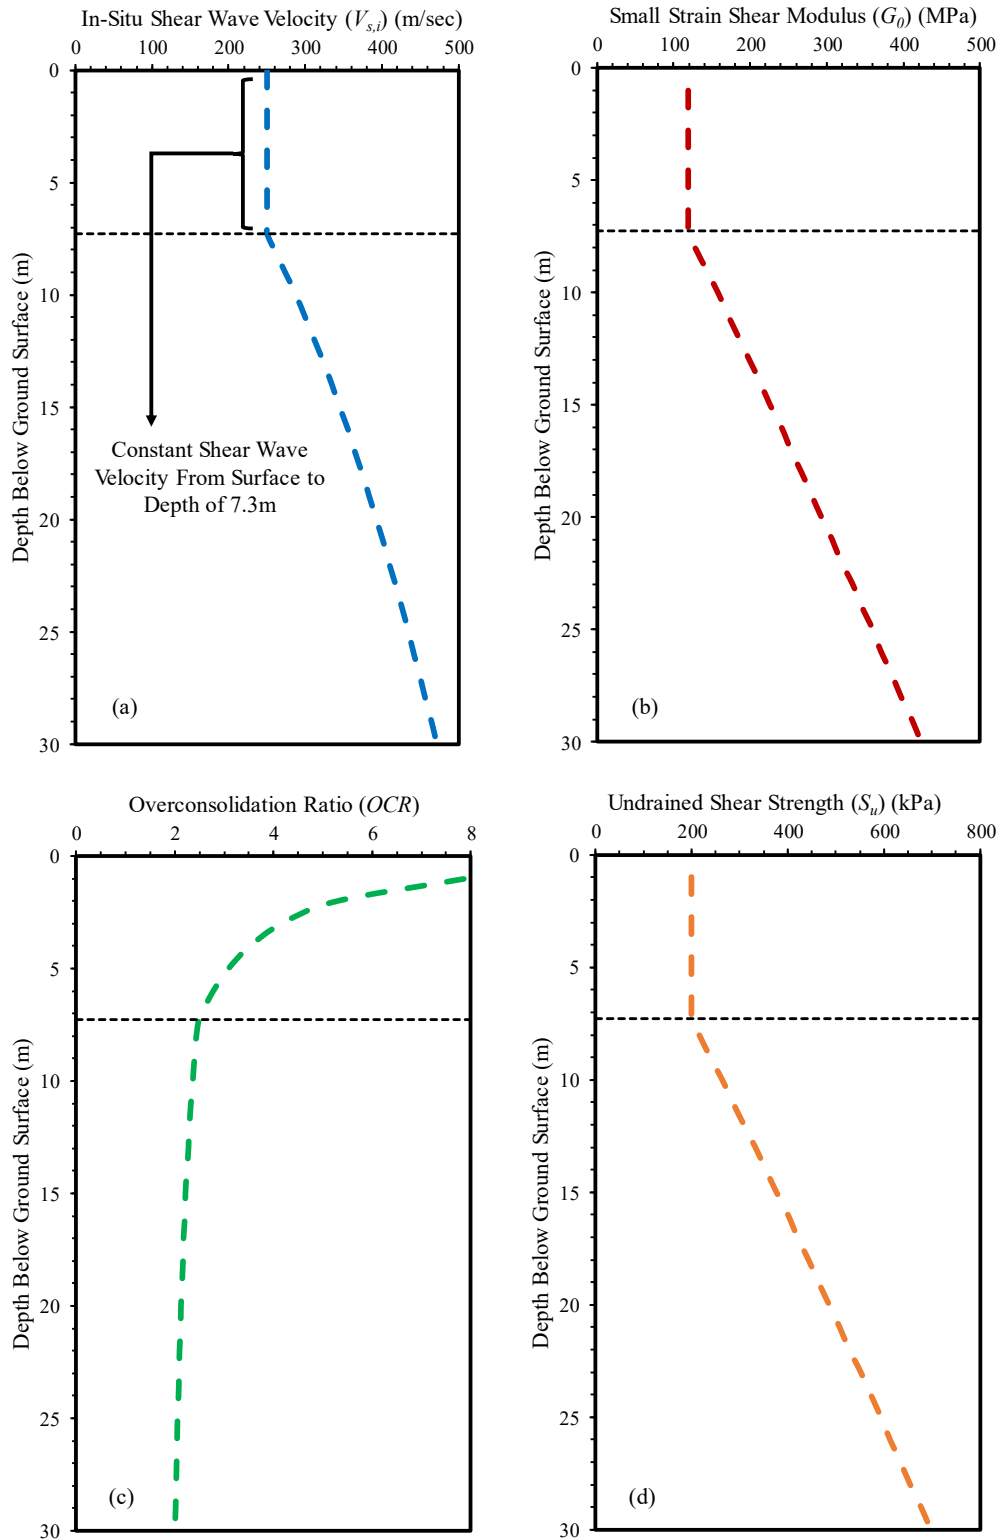 In-Situ Shear Wave Velocity (Vs,i) (m/sec)
0 100 200 300 400 500
0
5
10
15
20
25
30
Depth Below Ground Surface (m)
Constant Shear Wave
Velocity From Surface to
Depth of 7.3m
(a)
Small Strain Shear Modulus (G0) (MPa)
0 100 200 300 400 500
0
5
10
15
20
25
30
Depth Below Ground Surface (m)
(b)
Overconsolidation Ratio (OCR)
0 2 4 6 8
0
5
10
15
20
25
30
Depth Below Ground Surface (m)
(c)
Undrained Shear Strength (Su) (kPa)
0 200 400 600 800
0
5
10
15
20
25
30
Depth Below Ground Surface (m)
(d)